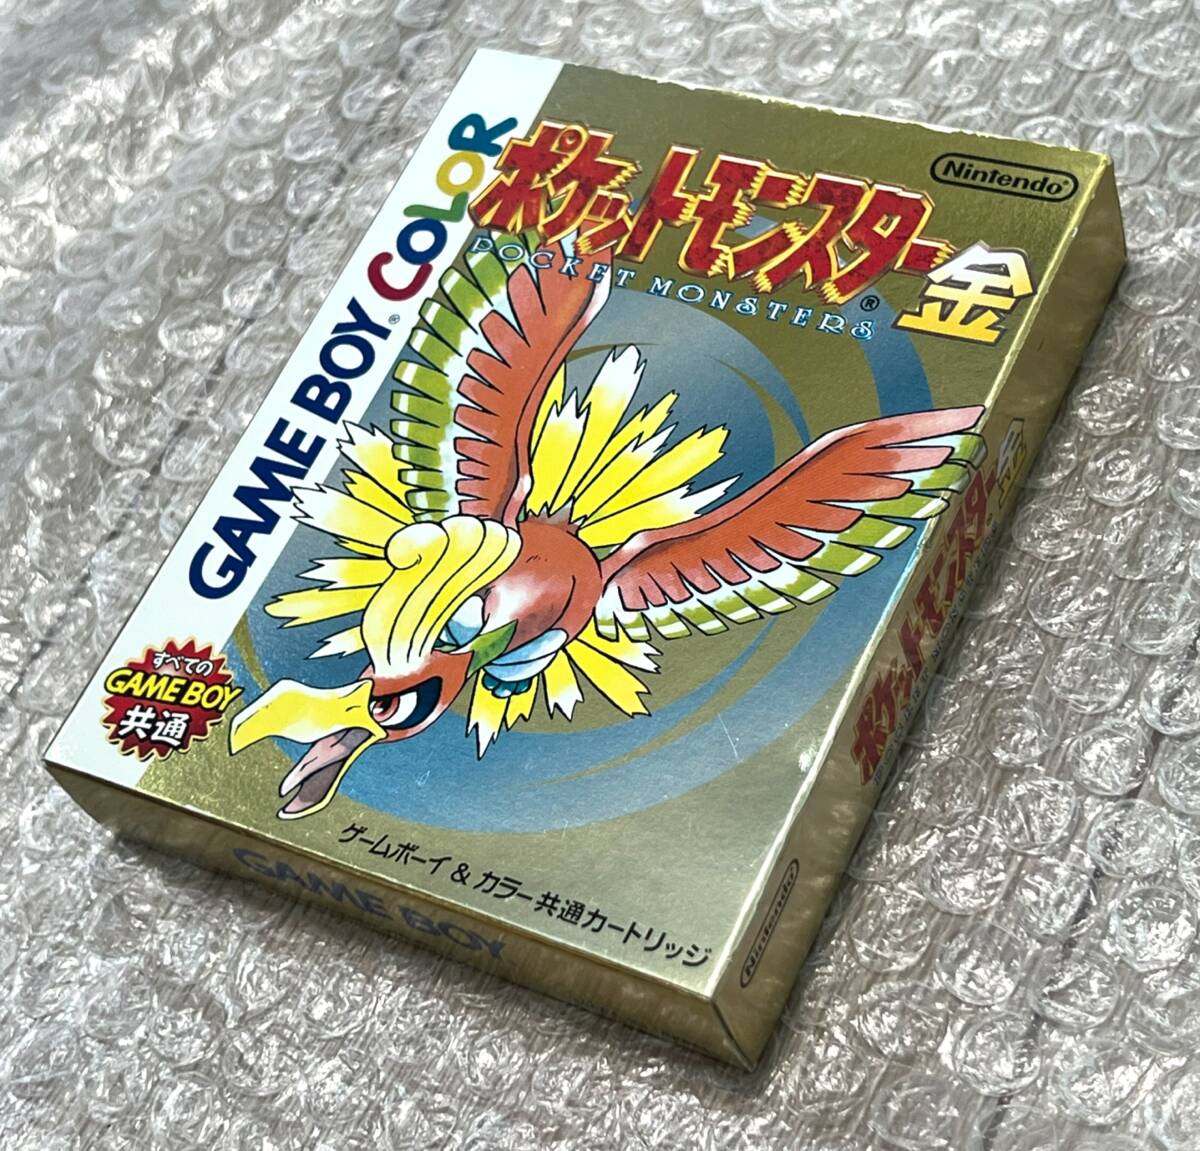 GAME BOY COLOR®
ポケットモンスター
POCKET MONSTERS®
金
Nintendo®
すべての
GAME BOY
共通
ゲームボーイ & カラー共通カートリッジ
GAME BOY
ポケットモンスター
POCKET MONSTERS
金
Nintendo